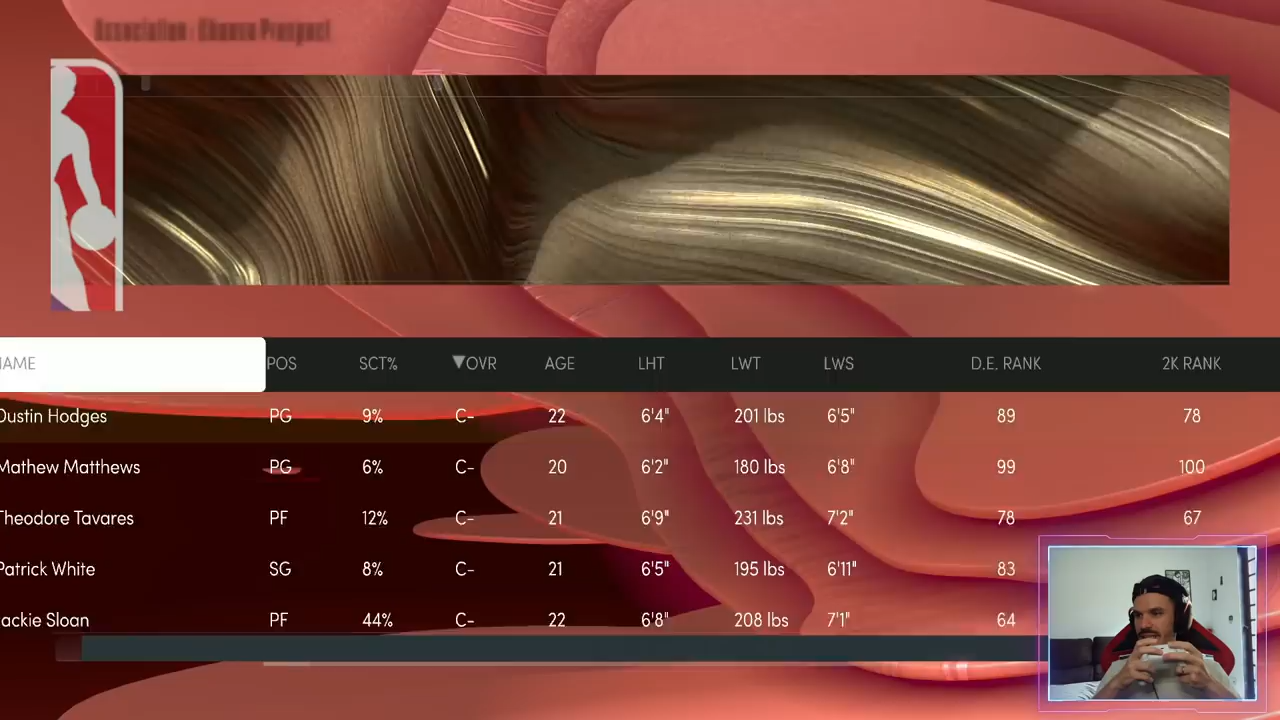 Association : Choose Prospect
NAME POS SCT% ▼OVR AGE LHT LWT LWS D.E. RANK 2K RANK
Dustin Hodges PG 9% C- 22 6'4" 201 lbs 6'5" 89 78
Mathew Matthews PG 6% C- 20 6'2" 180 lbs 6'8" 99 100
Theodore Tavares PF 12% C- 21 6'9" 231 lbs 7'2" 78 67
Patrick White SG 8% C- 21 6'5" 195 lbs 6'11" 83
ackie Sloan PF 44% C- 22 6'8" 208 lbs 7'1" 64